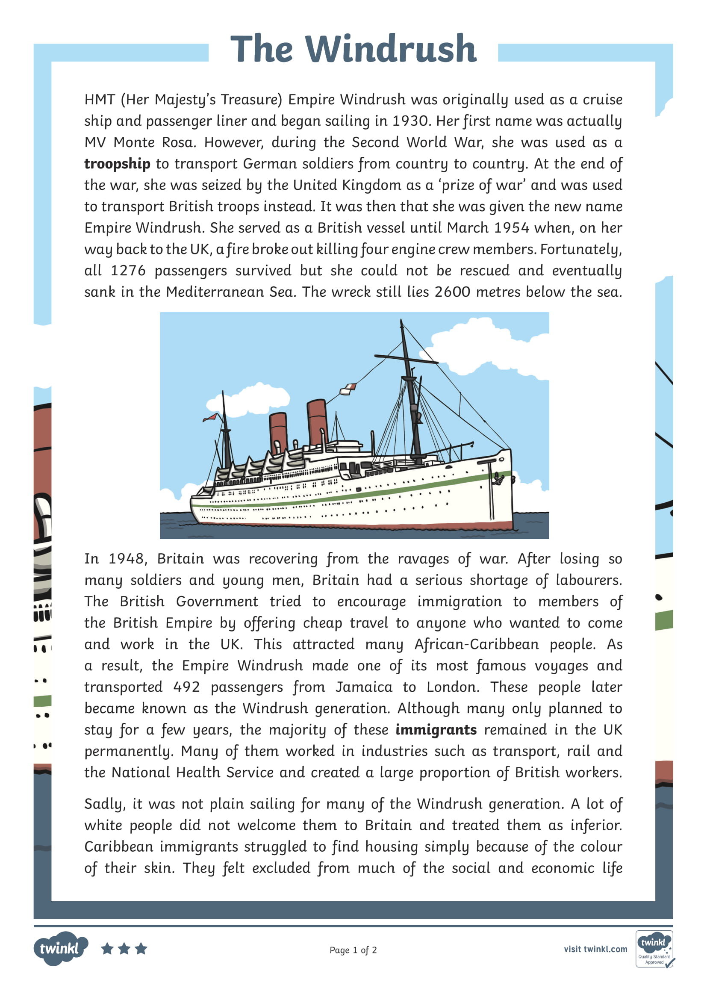 The Windrush
HMT (Her Majesty’s Treasure) Empire Windrush was originally used as a cruise
ship and passenger liner and began sailing in 1930. Her first name was actually
MV Monte Rosa. However, during the Second World War, she was used as a
troopship to transport German soldiers from country to country. At the end of
the war, she was seized by the United Kingdom as a ‘prize of war’ and was used
to transport British troops instead. It was then that she was given the new name
Empire Windrush. She served as a British vessel until March 1954 when, on her
way back to the UK, a fire broke out killing four engine crew members. Fortunately,
all 1276 passengers survived but she could not be rescued and eventually
sank in the Mediterranean Sea. The wreck still lies 2600 metres below the sea.
In 1948, Britain was recovering from the ravages of war. After losing so
many soldiers and young men, Britain had a serious shortage of labourers.
The British Government tried to encourage immigration to members of
the British Empire by offering cheap travel to anyone who wanted to come
and work in the UK. This attracted many African-Caribbean people. As
a result, the Empire Windrush made one of its most famous voyages and
transported 492 passengers from Jamaica to London. These people later
became known as the Windrush generation. Although many only planned to
stay for a few years, the majority of these immigrants remained in the UK
permanently. Many of them worked in industries such as transport, rail and
the National Health Service and created a large proportion of British workers.
Sadly, it was not plain sailing for many of the Windrush generation. A lot of
white people did not welcome them to Britain and treated them as inferior.
Caribbean immigrants struggled to find housing simply because of the colour
of their skin. They felt excluded from much of the social and economic life
twinkl
Page 1 of 2
visit twinkl.com
twinkl
Quality Standard
Approved